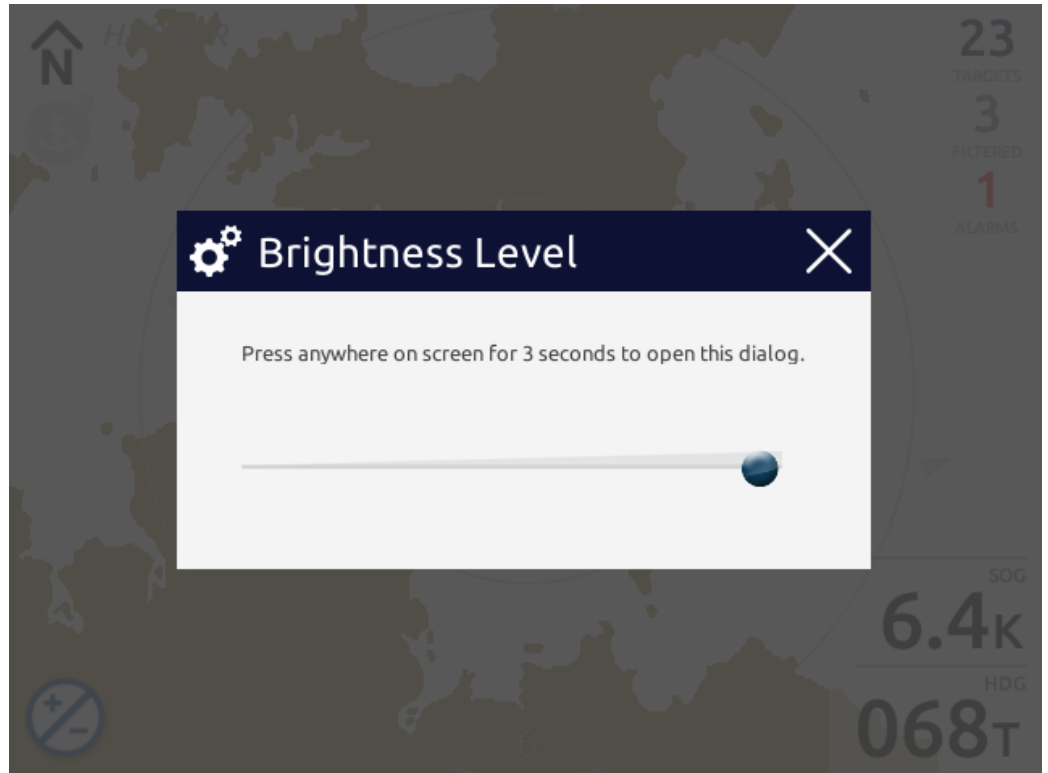 N
23
TARGETS
3
FILTERED
1
ALARMS
Brightness Level
Press anywhere on screen for 3 seconds to open this dialog.
SOG
6.4K
HDG
068T
6